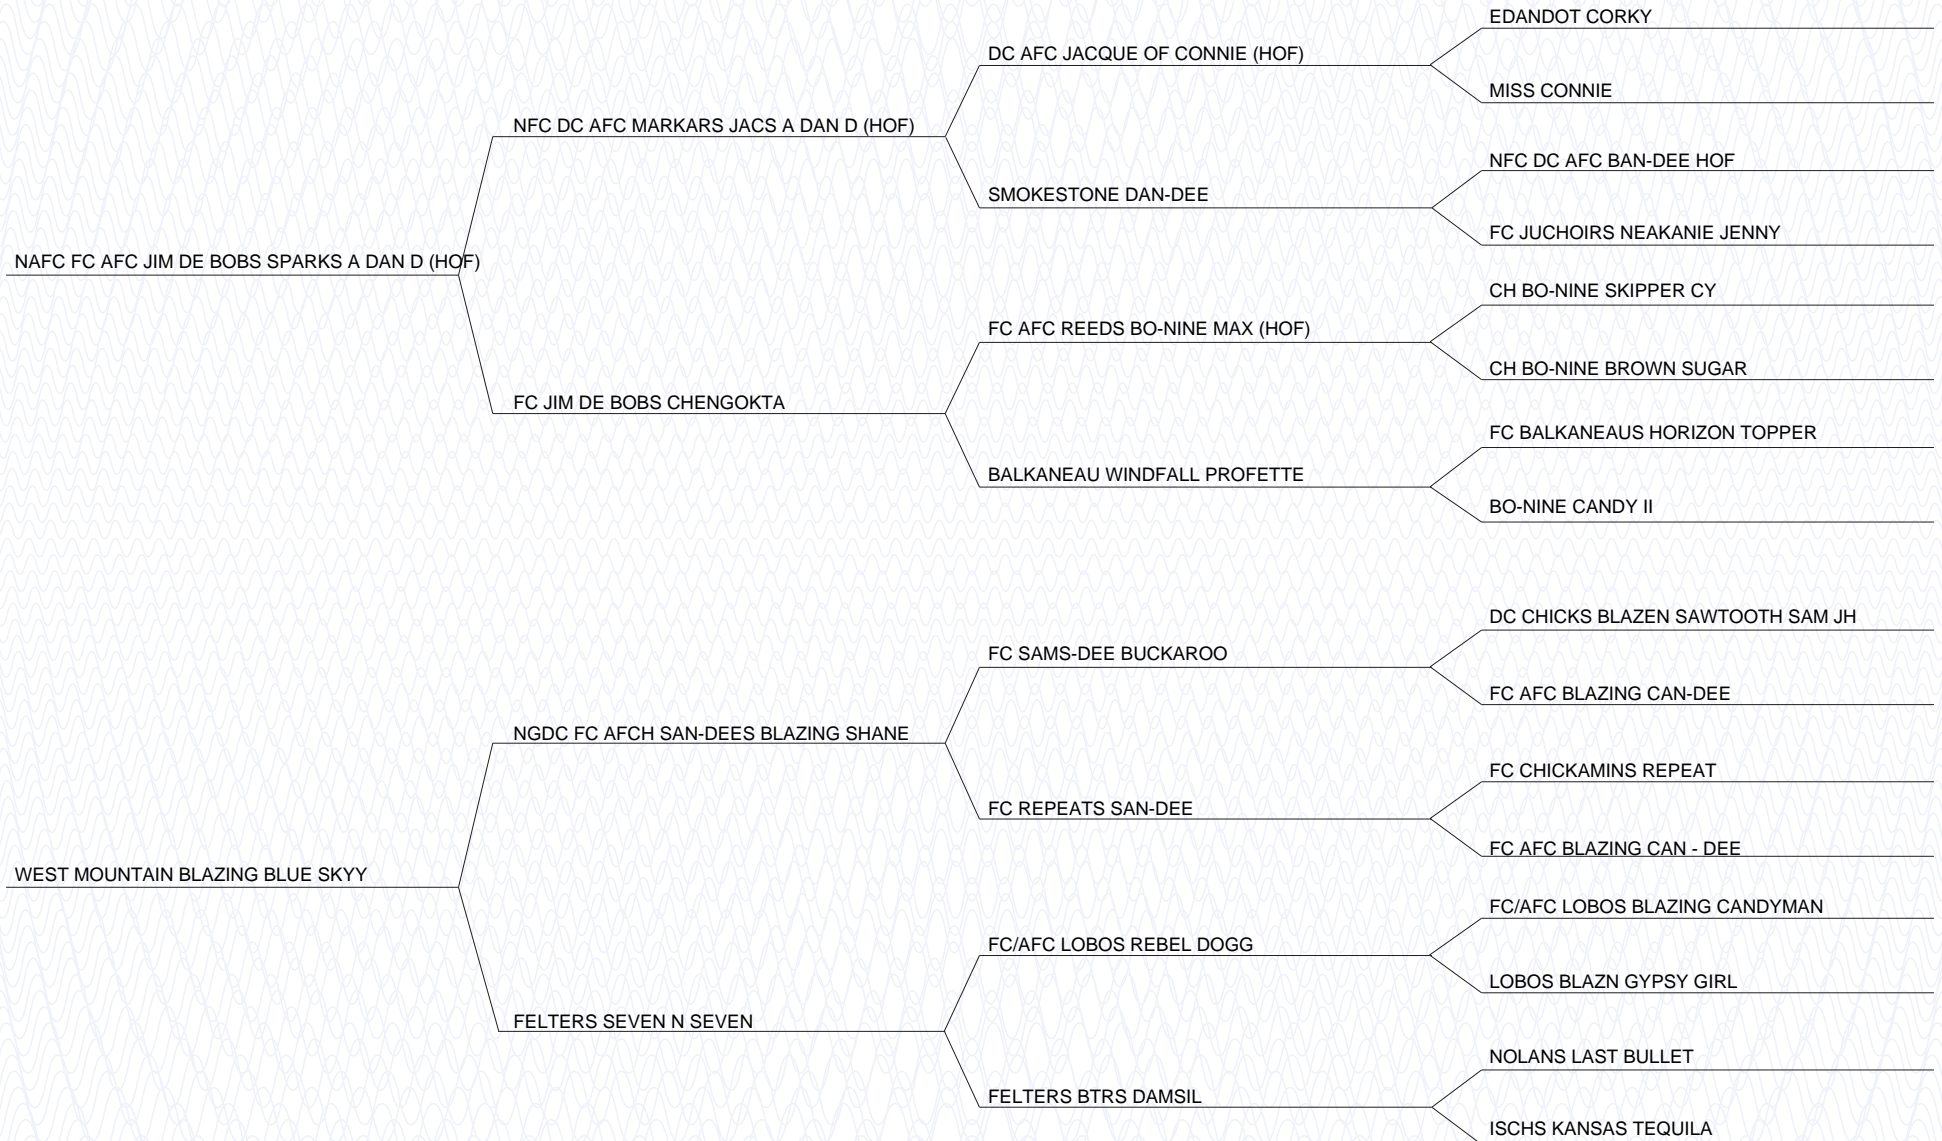 EDANDOT CORKY
DC AFC JACQUE OF CONNIE (HOF)
MISS CONNIE
NFC DC AFC MARKARS JACS A DAN D (HOF)
NFC DC AFC BAN-DEE HOF
SMOKESTONE DAN-DEE
FC JUCHOIRS NEAKANIE JENNY
NAFC FC AFC JIM DE BOBS SPARKS A DAN D (HOF)
CH BO-NINE SKIPPER CY
FC AFC REEDS BO-NINE MAX (HOF)
CH BO-NINE BROWN SUGAR
FC JIM DE BOBS CHENGOKTA
FC BALKANEAUS HORIZON TOPPER
BALKANEAU WINDFALL PROFETTE
BO-NINE CANDY II
DC CHICKS BLAZEN SAWTOOTH SAM JH
FC SAMS-DEE BUCKAROO
FC AFC BLAZING CAN-DEE
NGDC FC AFCH SAN-DEES BLAZING SHANE
FC CHICKAMINS REPEAT
FC REPEATS SAN-DEE
FC AFC BLAZING CAN - DEE
WEST MOUNTAIN BLAZING BLUE SKYY
FC/AFC LOBOS BLAZING CANDYMAN
FC/AFC LOBOS REBEL DOGG
LOBOS BLAZN GYPSY GIRL
FELTERS SEVEN N SEVEN
NOLANS LAST BULLET
FELTERS BTRS DAMSIL
ISCHS KANSAS TEQUILA